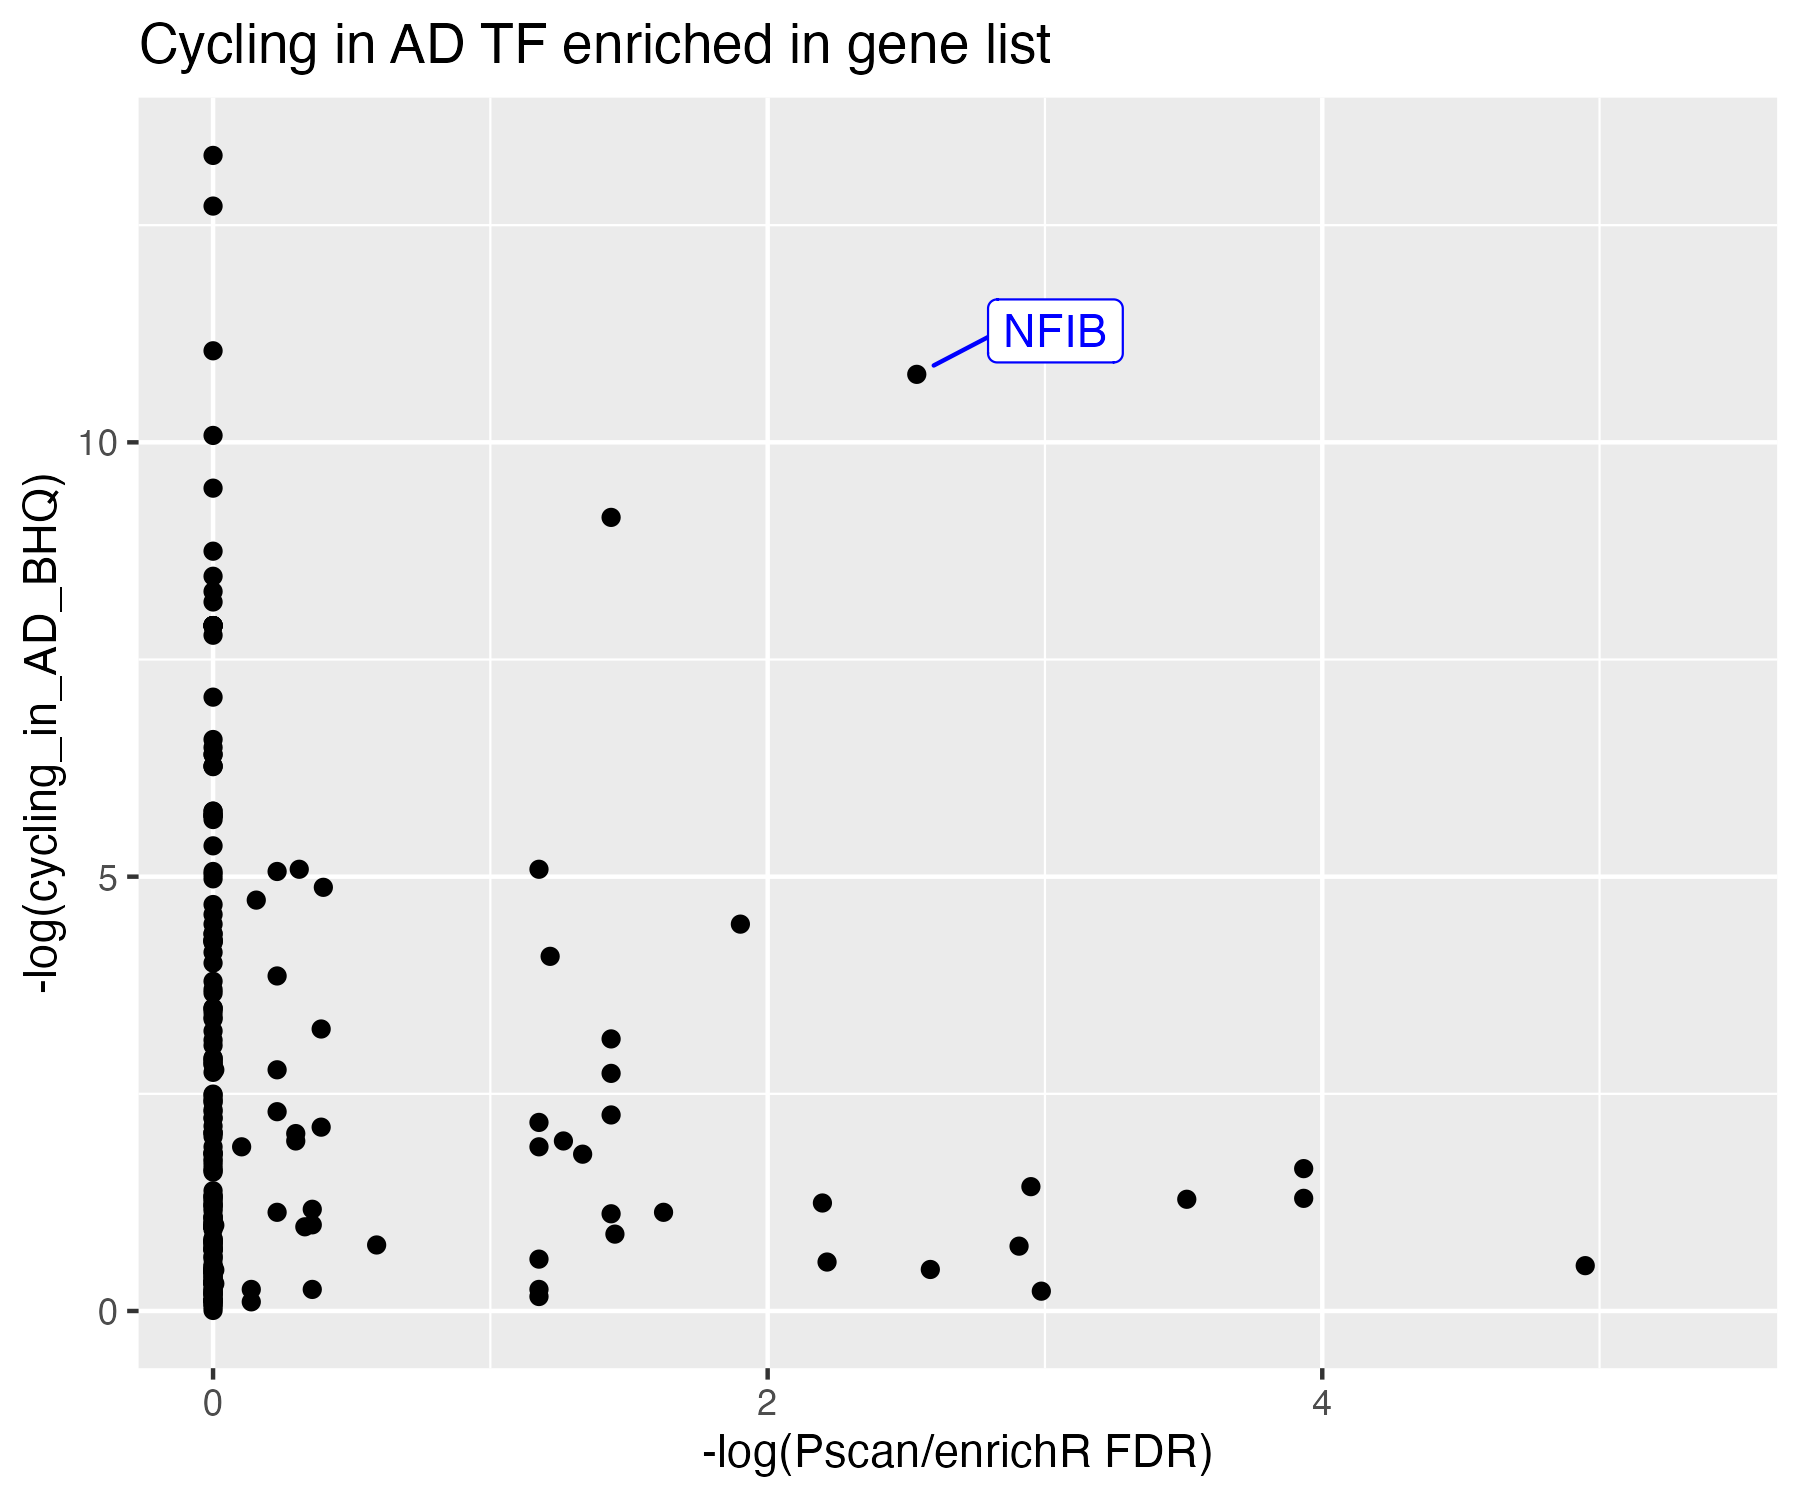 Cycling in AD TF enriched in gene list
NFIB
10
5
0
-log(cycling_in_AD_BHQ)
0 2 4
-log(Pscan/enrichR FDR)